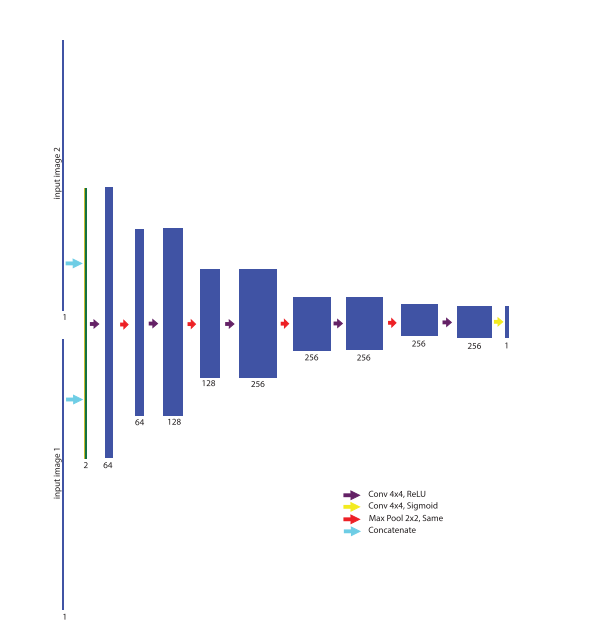 input image 2
1
input image 1
1
2
64
64
128
128
256
256
256
256
256
1
Conv 4x4, ReLU
Conv 4x4, Sigmoid
Max Pool 2x2, Same
Concatenate